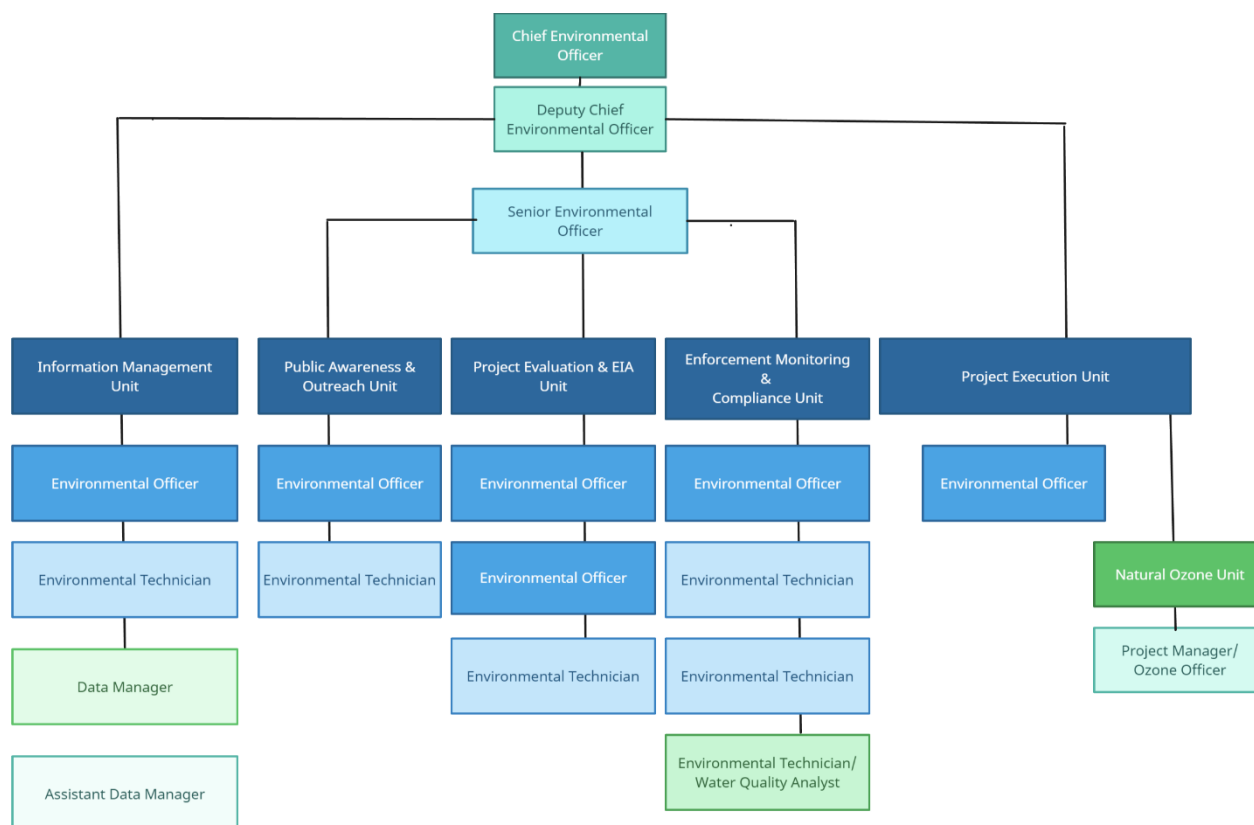 Chief Environmental
Officer
Deputy Chief
Environmental Officer
Senior Environmental
Officer
Information Management
Unit
Public Awareness &
Outreach Unit
Project Evaluation & EIA
Unit
Enforcement Monitoring
&
Compliance Unit
Project Execution Unit
Environmental Officer
Environmental Officer
Environmental Officer
Environmental Officer
Environmental Officer
Environmental Technician
Environmental Technician
Environmental Officer
Environmental Technician
Natural Ozone Unit
Data Manager
Environmental Technician
Environmental Technician
Project Manager/
Ozone Officer
Assistant Data Manager
Environmental Technician/
Water Quality Analyst